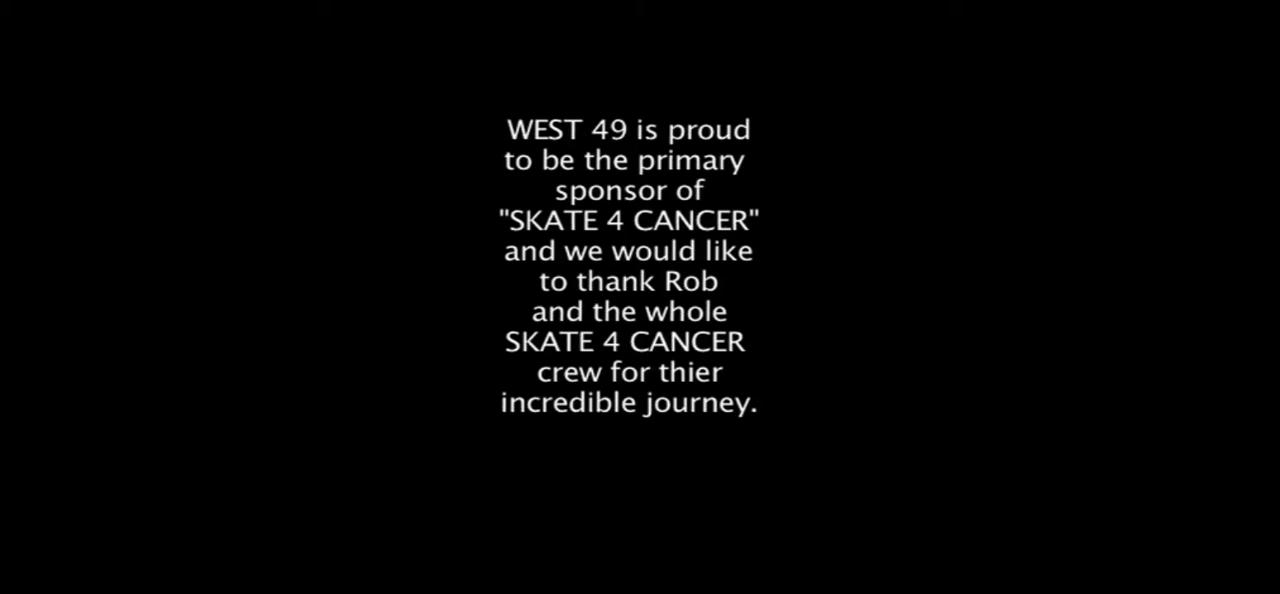 WEST 49 is proud
to be the primary
sponsor of
"SKATE 4 CANCER"
and we would like
to thank Rob
and the whole
SKATE 4 CANCER
crew for thier
incredible journey.